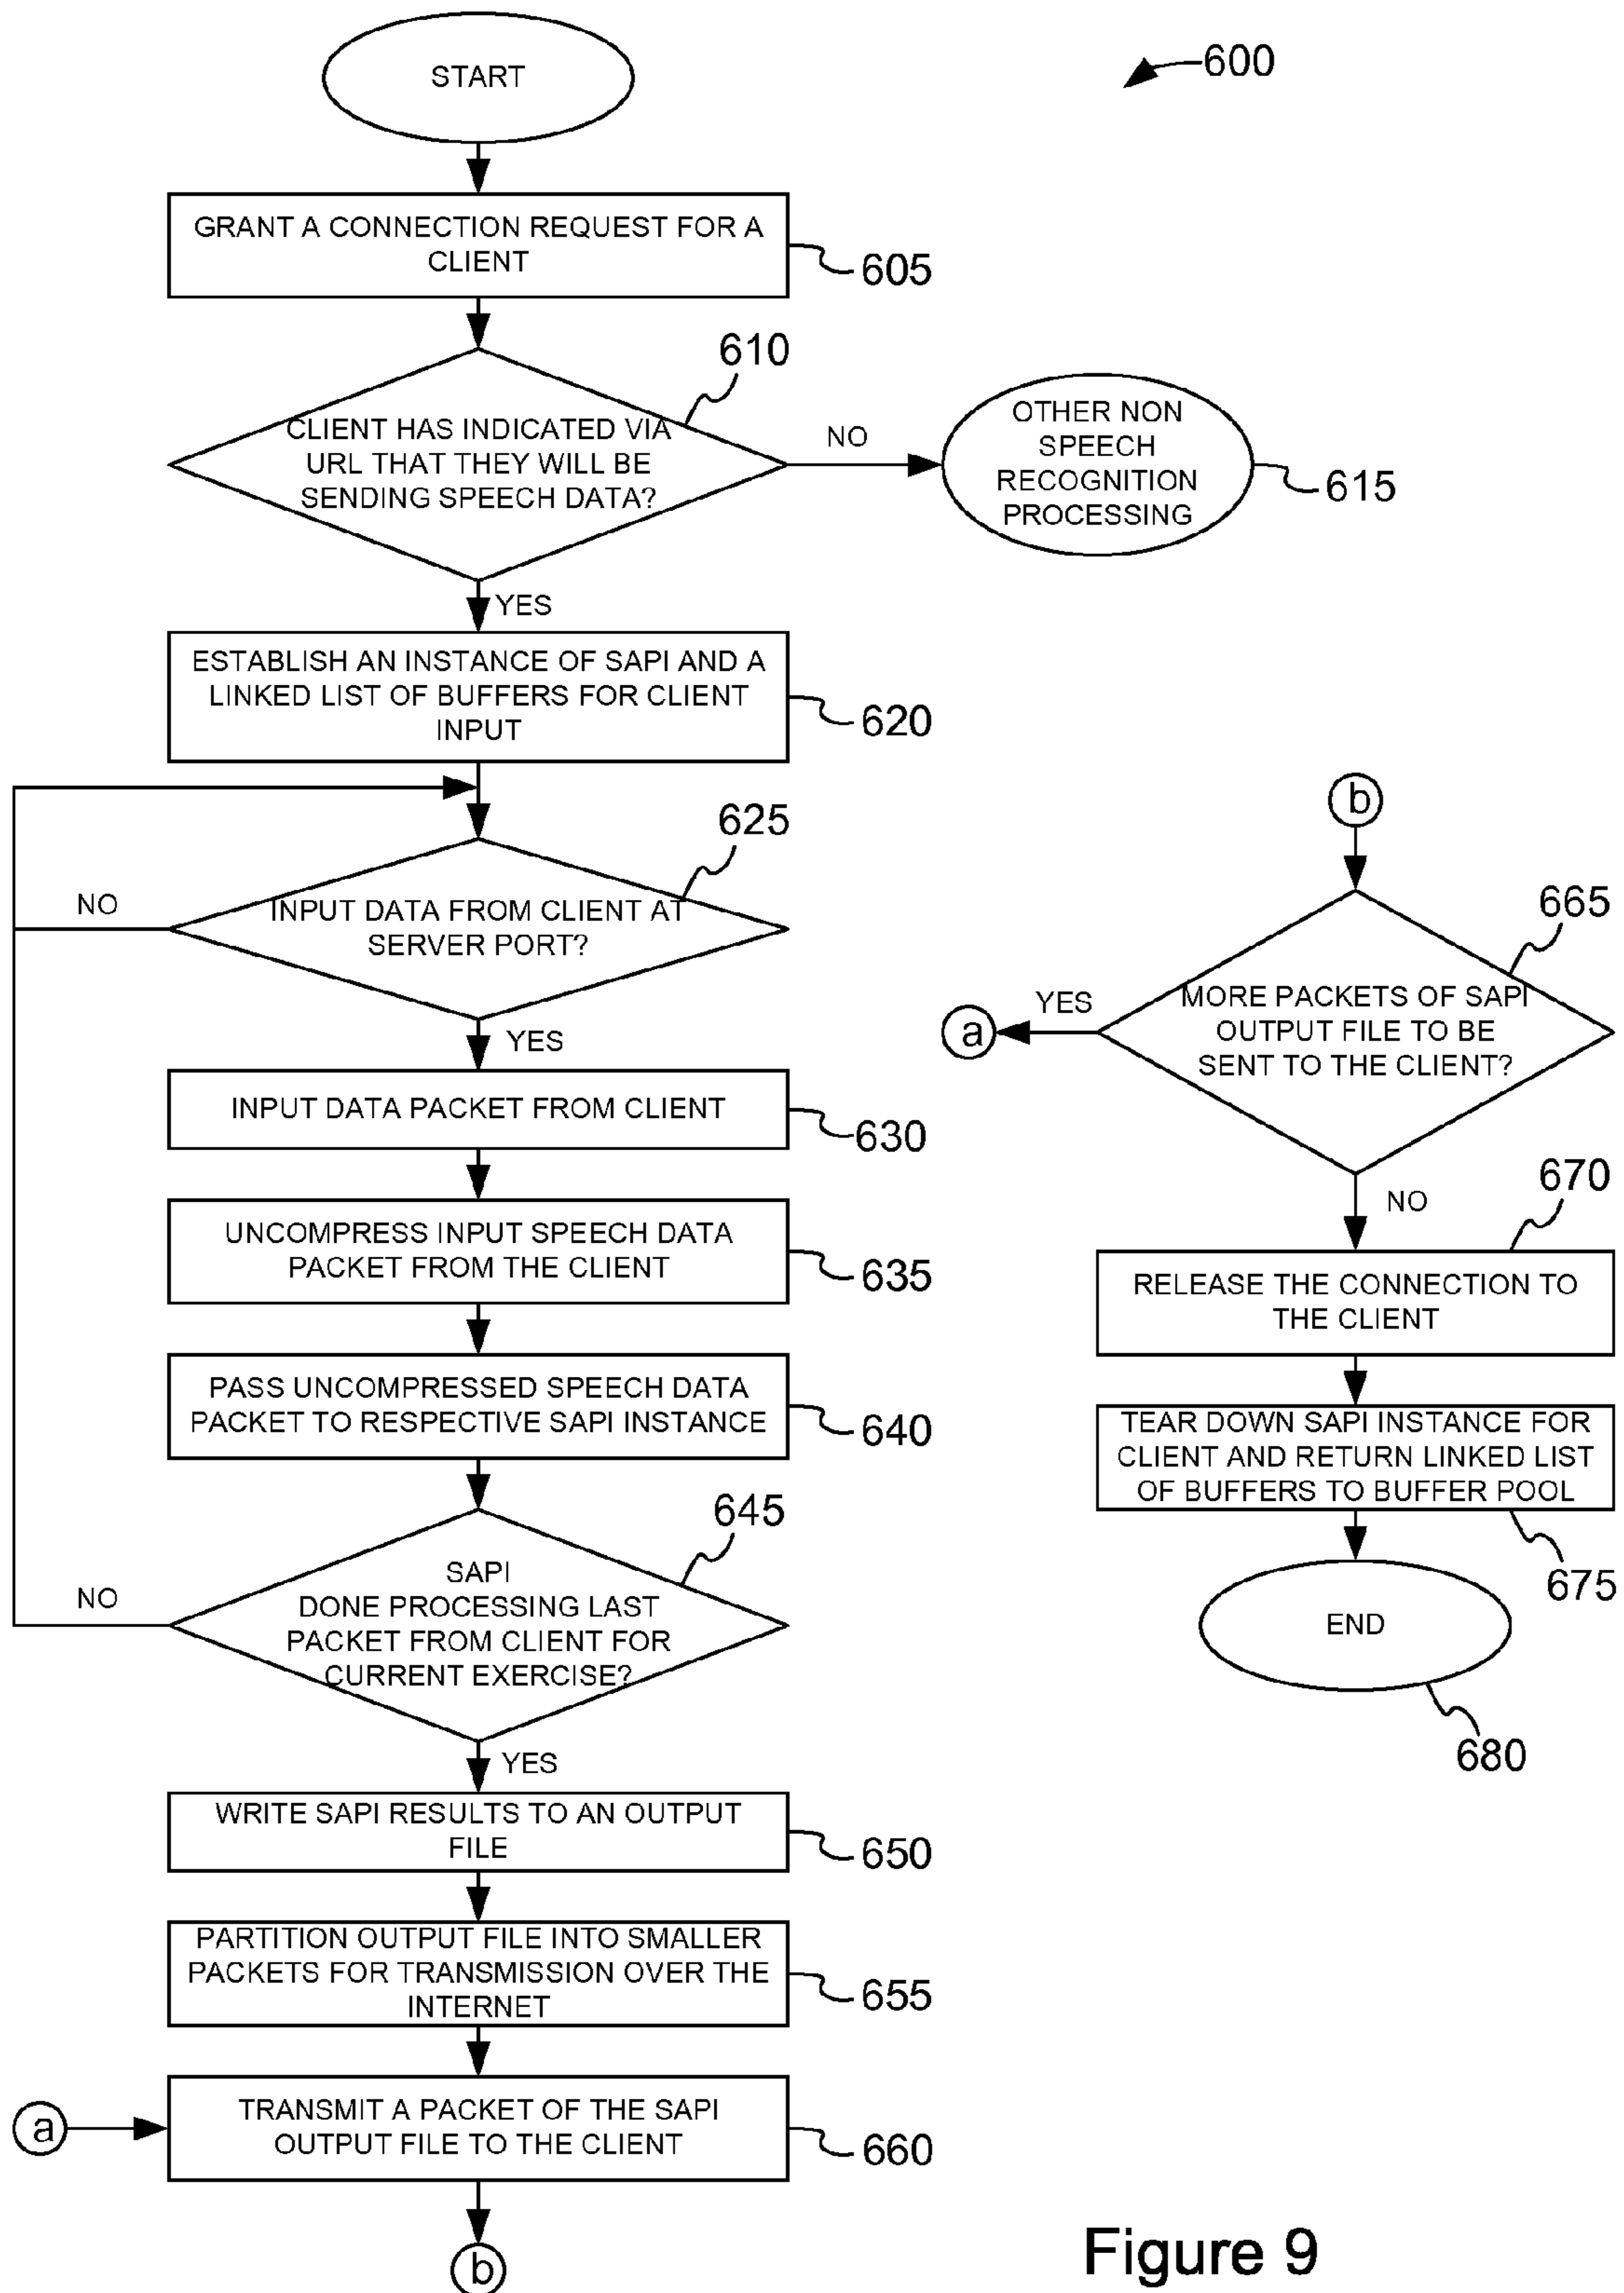 START
600
GRANT A CONNECTION REQUEST FOR A
CLIENT
605
610
CLIENT HAS INDICATED VIA
URL THAT THEY WILL BE
SENDING SPEECH DATA?
NO
OTHER NON
SPEECH
RECOGNITION
PROCESSING
615
YES
ESTABLISH AN INSTANCE OF SAPI AND A
LINKED LIST OF BUFFERS FOR CLIENT
INPUT
620
625
INPUT DATA FROM CLIENT AT
SERVER PORT?
NO
YES
INPUT DATA PACKET FROM CLIENT
630
UNCOMPRESS INPUT SPEECH DATA
PACKET FROM THE CLIENT
635
PASS UNCOMPRESSED SPEECH DATA
PACKET TO RESPECTIVE SAPI INSTANCE
640
645
SAPI
DONE PROCESSING LAST
PACKET FROM CLIENT FOR
CURRENT EXERCISE?
NO
YES
WRITE SAPI RESULTS TO AN OUTPUT
FILE
650
PARTITION OUTPUT FILE INTO SMALLER
PACKETS FOR TRANSMISSION OVER THE
INTERNET
655
a
TRANSMIT A PACKET OF THE SAPI
OUTPUT FILE TO THE CLIENT
660
b
b
665
MORE PACKETS OF SAPI
OUTPUT FILE TO BE
SENT TO THE CLIENT?
YES
a
NO
670
RELEASE THE CONNECTION TO
THE CLIENT
TEAR DOWN SAPI INSTANCE FOR
CLIENT AND RETURN LINKED LIST
OF BUFFERS TO BUFFER POOL
675
END
680
Figure 9